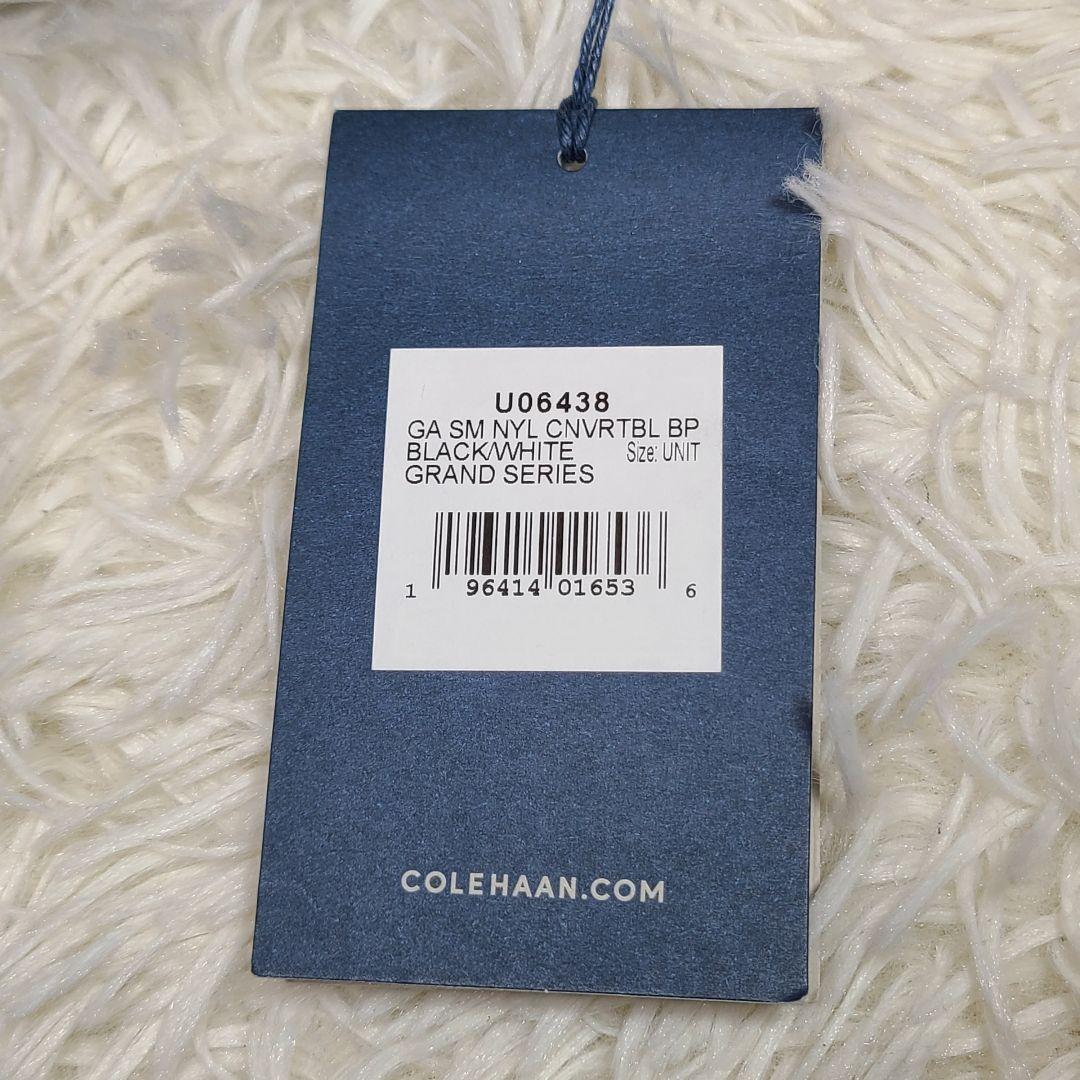 U06438
GA SM NYL CNVRTBL BP
BLACK/WHITE Size: UNIT
GRAND SERIES
1 96414 01653 6
COLEHAAN.COM